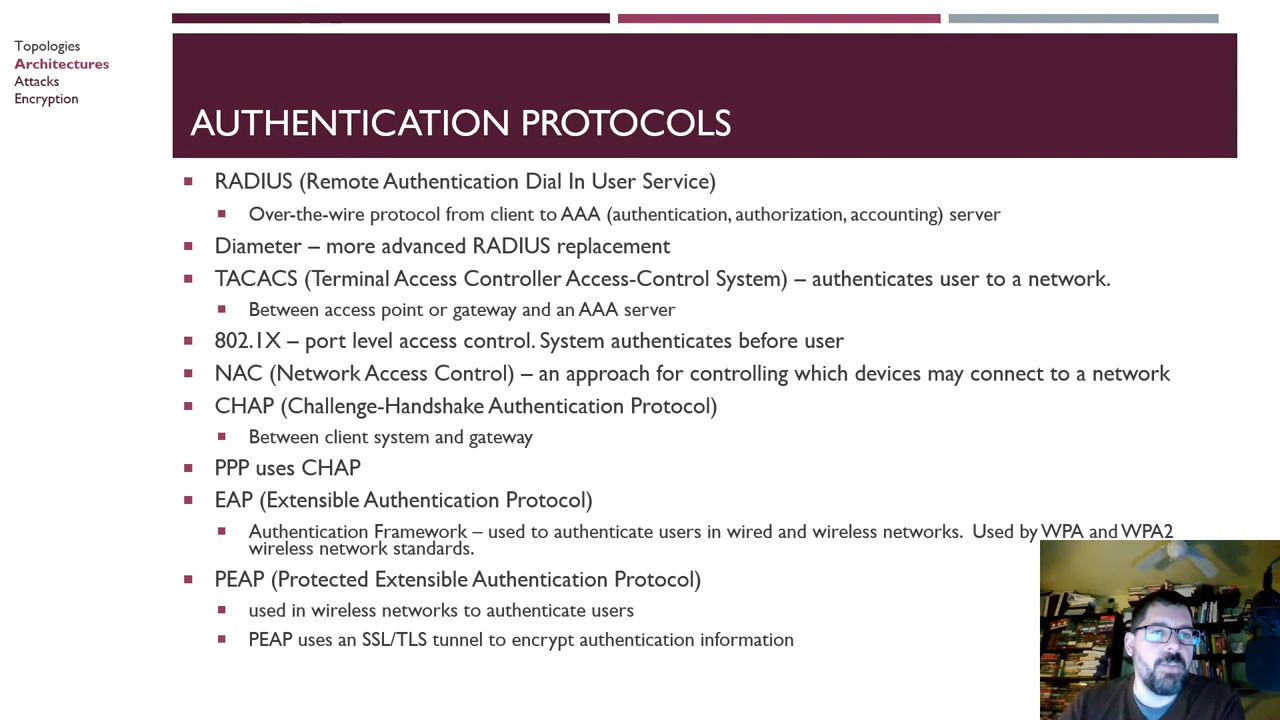 Topologies
Architectures
Attacks
Encryption
AUTHENTICATION PROTOCOLS
RADIUS (Remote Authentication Dial In User Service)
Over-the-wire protocol from client to AAA (authentication, authorization, accounting) server
Diameter – more advanced RADIUS replacement
TACACS (Terminal Access Controller Access-Control System) – authenticates user to a network.
Between access point or gateway and an AAA server
802.1X – port level access control. System authenticates before user
NAC (Network Access Control) – an approach for controlling which devices may connect to a network
CHAP (Challenge-Handshake Authentication Protocol)
Between client system and gateway
PPP uses CHAP
EAP (Extensible Authentication Protocol)
Authentication Framework – used to authenticate users in wired and wireless networks. Used by WPA and WPA2
wireless network standards.
PEAP (Protected Extensible Authentication Protocol)
used in wireless networks to authenticate users
PEAP uses an SSL/TLS tunnel to encrypt authentication information